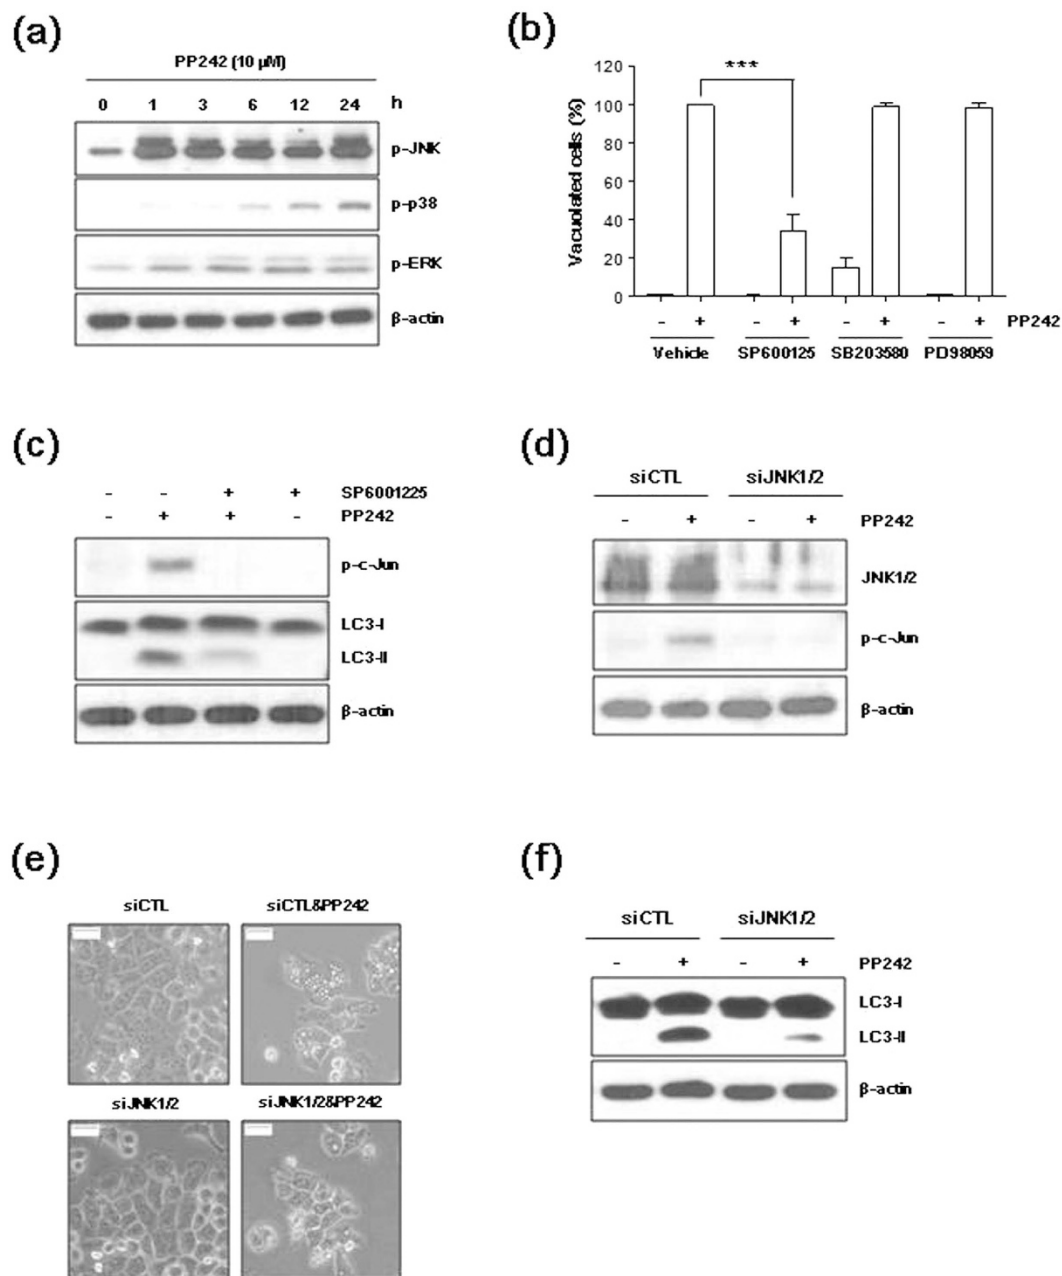 (a)
PP242 (10 µM)
0 1 3 6 12 24 h
p-JNK
p-p38
p-ERK
β-actin
(b)
Vacuolated cells (%)
120
100
80
60
40
20
0
***
- + - + - + - + PP242
Vehicle SP600125 SB203580 PD98059
(c)
- - + + SP6001225
- + + - PP242
p-c-Jun
LC3-I
LC3-II
β-actin
(d)
siCTL siJNK1/2
- + - + PP242
JNK1/2
p-c-Jun
β-actin
(e)
siCTL siCTL&PP242
siJNK1/2 siJNK1/2&PP242
(f)
siCTL siJNK1/2
- + - + PP242
LC3-I
LC3-II
β-actin